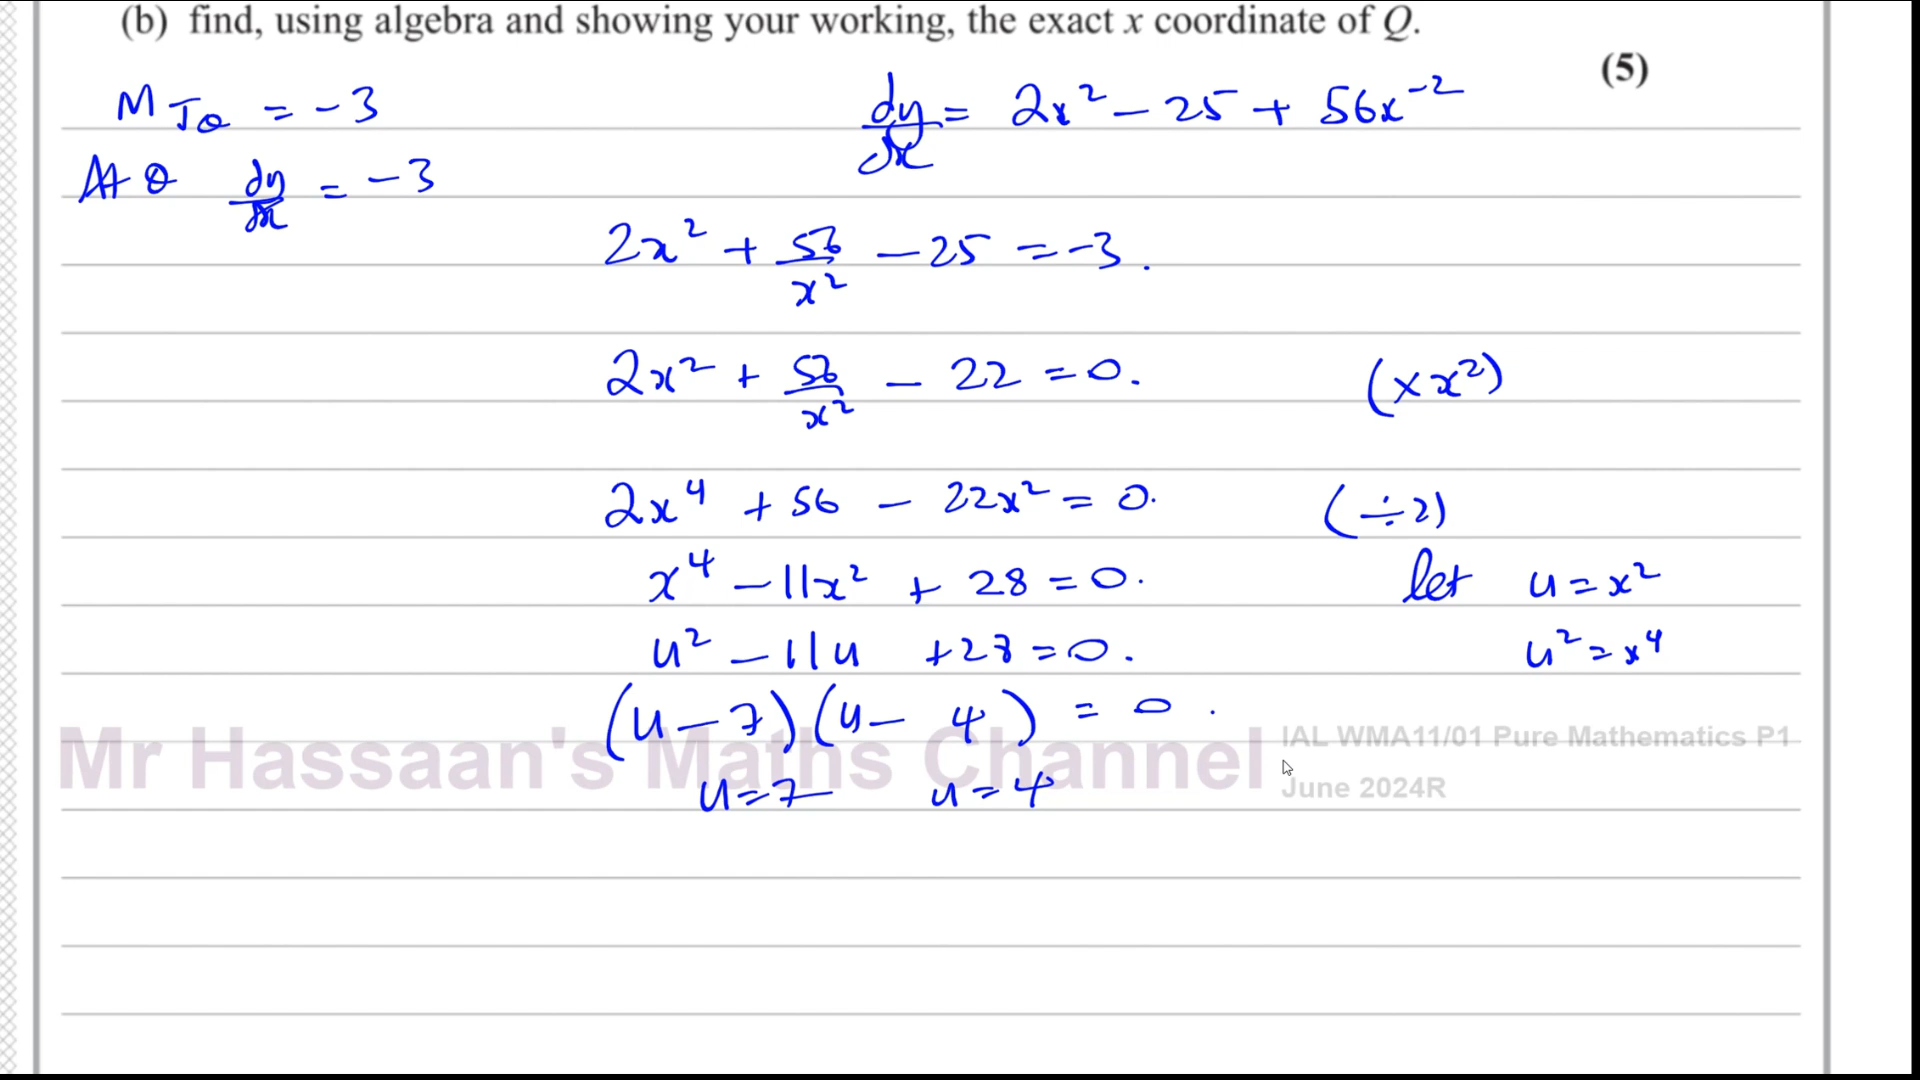 (b) find, using algebra and showing your working, the exact x coordinate of Q.
(5)
M_TQ = -3
dy/dx = 2x² - 25 + 56x⁻²
At Q dy/dx = -3
2x² + 56/x² - 25 = -3.
2x² + 56/x² - 22 = 0. (× x²)
2x⁴ + 56 - 22x² = 0. (÷2)
x⁴ - 11x² + 28 = 0. let u = x²
u² - 11u + 28 = 0. u² = x⁴
(u - 7)(u - 4) = 0.
Mr Hassaan's Maths Channel
IAL WMA11/01 Pure Mathematics P1
June 2024R
u = 7 u = 4